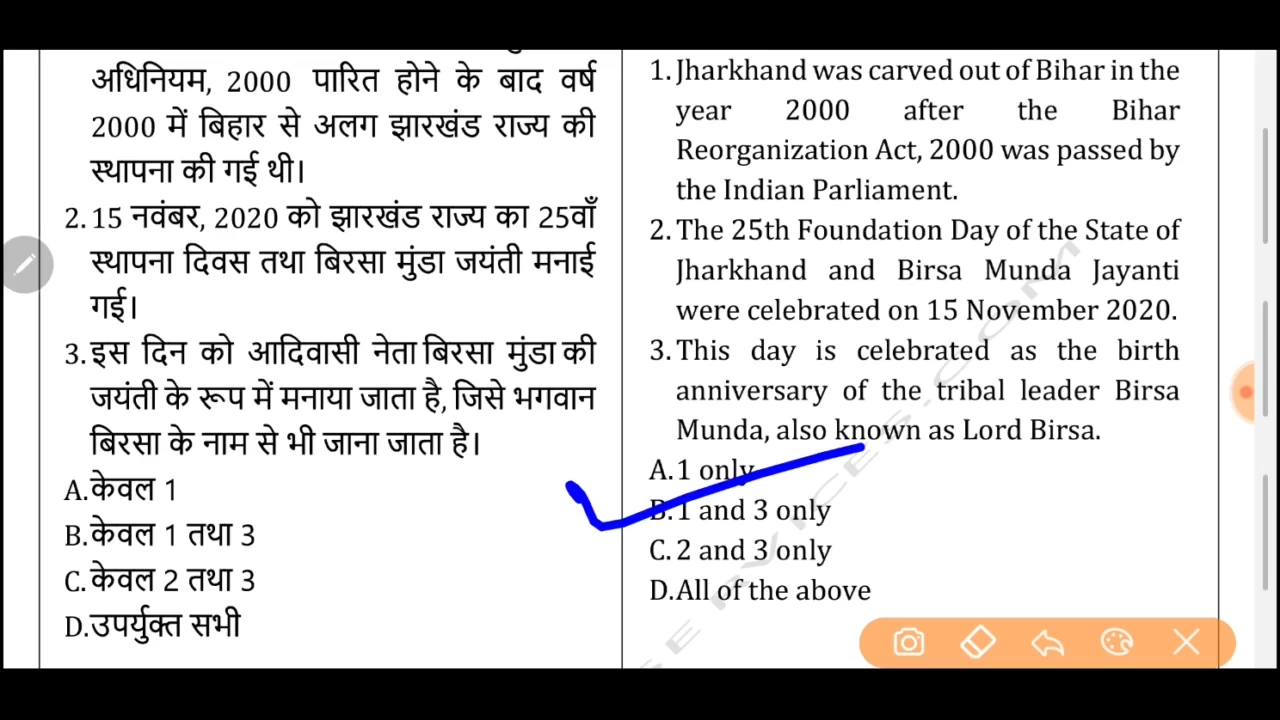 अधिनियम, 2000 पारित होने के बाद वर्ष
2000 में बिहार से अलग झारखंड राज्य की
स्थापना की गई थी।
2. 15 नवंबर, 2020 को झारखंड राज्य का 25वाँ
स्थापना दिवस तथा बिरसा मुंडा जयंती मनाई
गई।
3. इस दिन को आदिवासी नेता बिरसा मुंडा की
जयंती के रूप में मनाया जाता है, जिसे भगवान
बिरसा के नाम से भी जाना जाता है।
A. केवल 1
B. केवल 1 तथा 3
C. केवल 2 तथा 3
D. उपर्युक्त सभी
1. Jharkhand was carved out of Bihar in the
year 2000 after the Bihar
Reorganization Act, 2000 was passed by
the Indian Parliament.
2. The 25th Foundation Day of the State of
Jharkhand and Birsa Munda Jayanti
were celebrated on 15 November 2020.
3. This day is celebrated as the birth
anniversary of the tribal leader Birsa
Munda, also known as Lord Birsa.
A. 1 only
B. 1 and 3 only
C. 2 and 3 only
D. All of the above